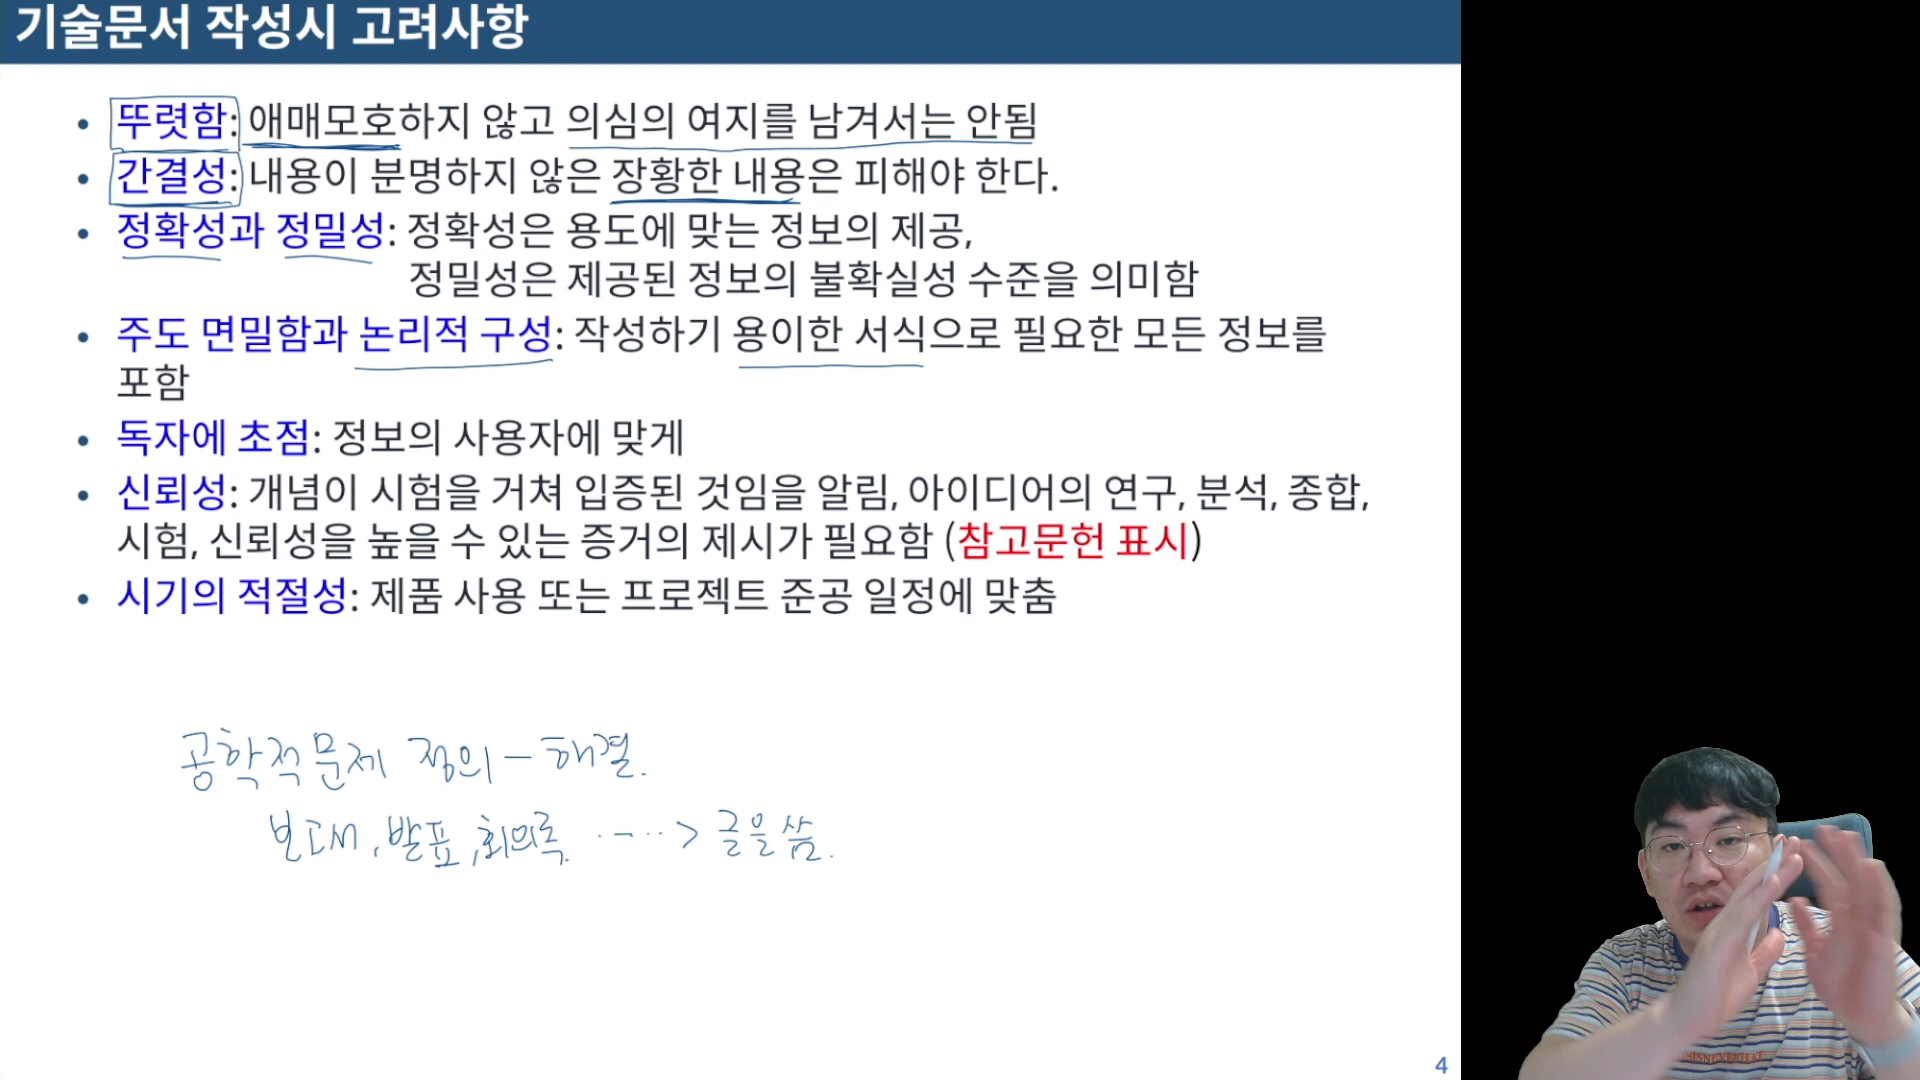 기술문서 작성시 고려사항
• 뚜렷함: 애매모호하지 않고 의심의 여지를 남겨서는 안됨
• 간결성: 내용이 분명하지 않은 장황한 내용은 피해야 한다.
• 정확성과 정밀성: 정확성은 용도에 맞는 정보의 제공,
정밀성은 제공된 정보의 불확실성 수준을 의미함
• 주도 면밀함과 논리적 구성: 작성하기 용이한 서식으로 필요한 모든 정보를
포함
• 독자에 초점: 정보의 사용자에 맞게
• 신뢰성: 개념이 시험을 거쳐 입증된 것임을 알림, 아이디어의 연구, 분석, 종합,
시험, 신뢰성을 높을 수 있는 증거의 제시가 필요함 (참고문헌 표시)
• 시기의 적절성: 제품 사용 또는 프로젝트 준공 일정에 맞춤
공학적문제 정의 - 해결.
보고서, 발표, 회의록. ·-··> 글을 씀.
4